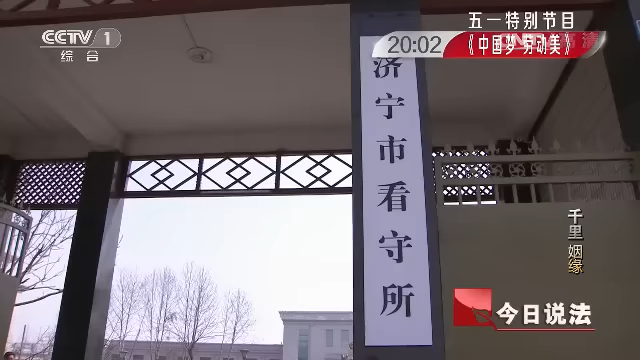 CCTV 1
综合
五一特别节目
20:02
《中国梦 劳动美》
济宁市看守所
千里姻缘
今日说法